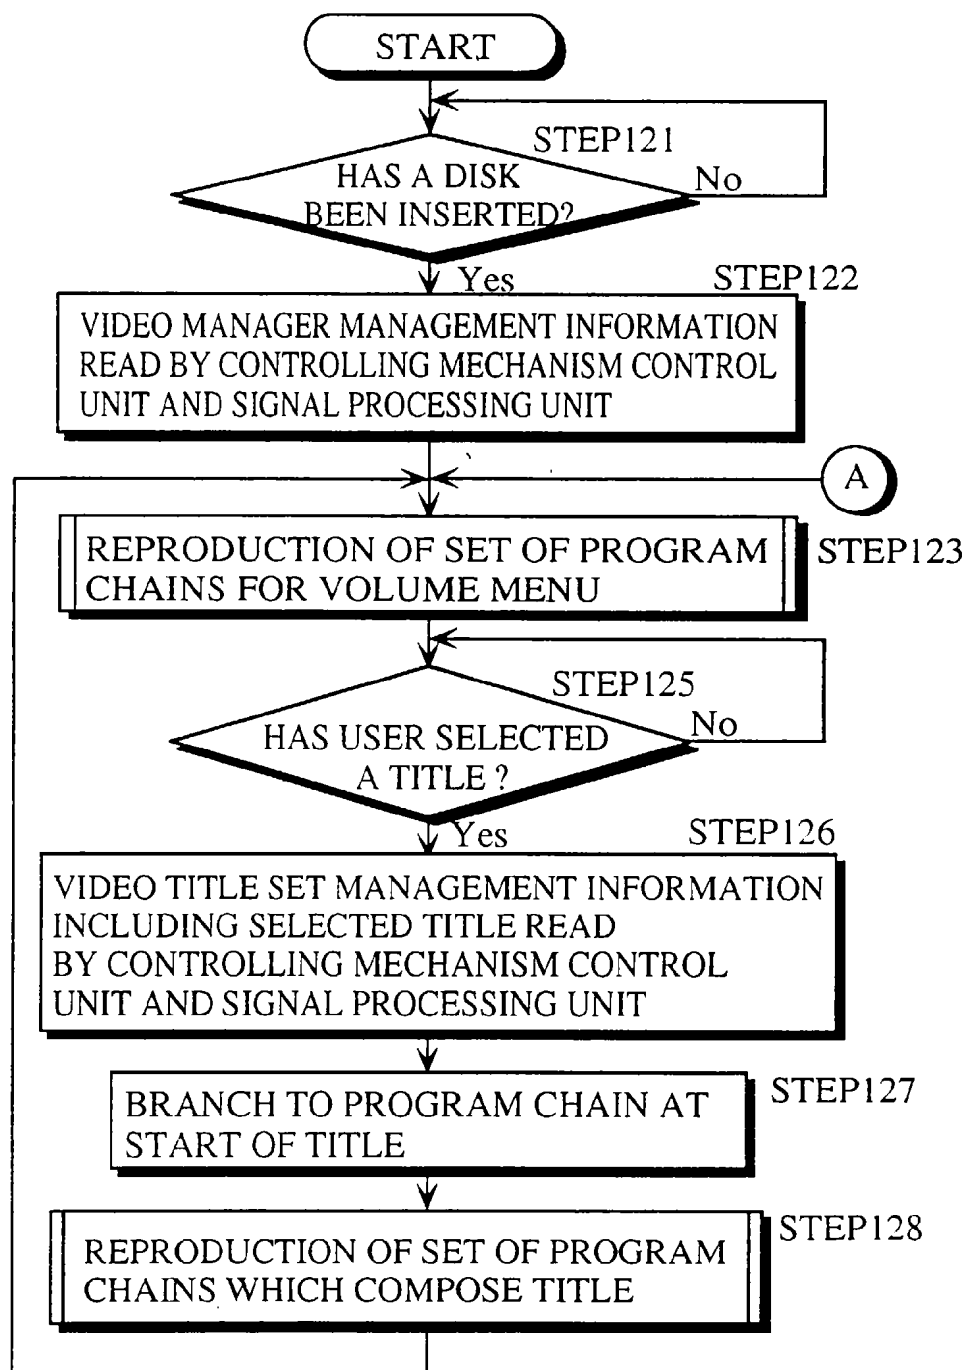 START
STEP121
HAS A DISK
BEEN INSERTED?
No
Yes
STEP122
VIDEO MANAGER MANAGEMENT INFORMATION
READ BY CONTROLLING MECHANISM CONTROL
UNIT AND SIGNAL PROCESSING UNIT
A
REPRODUCTION OF SET OF PROGRAM
CHAINS FOR VOLUME MENU
STEP123
STEP125
HAS USER SELECTED
A TITLE ?
No
Yes
STEP126
VIDEO TITLE SET MANAGEMENT INFORMATION
INCLUDING SELECTED TITLE READ
BY CONTROLLING MECHANISM CONTROL
UNIT AND SIGNAL PROCESSING UNIT
STEP127
BRANCH TO PROGRAM CHAIN AT
START OF TITLE
STEP128
REPRODUCTION OF SET OF PROGRAM
CHAINS WHICH COMPOSE TITLE